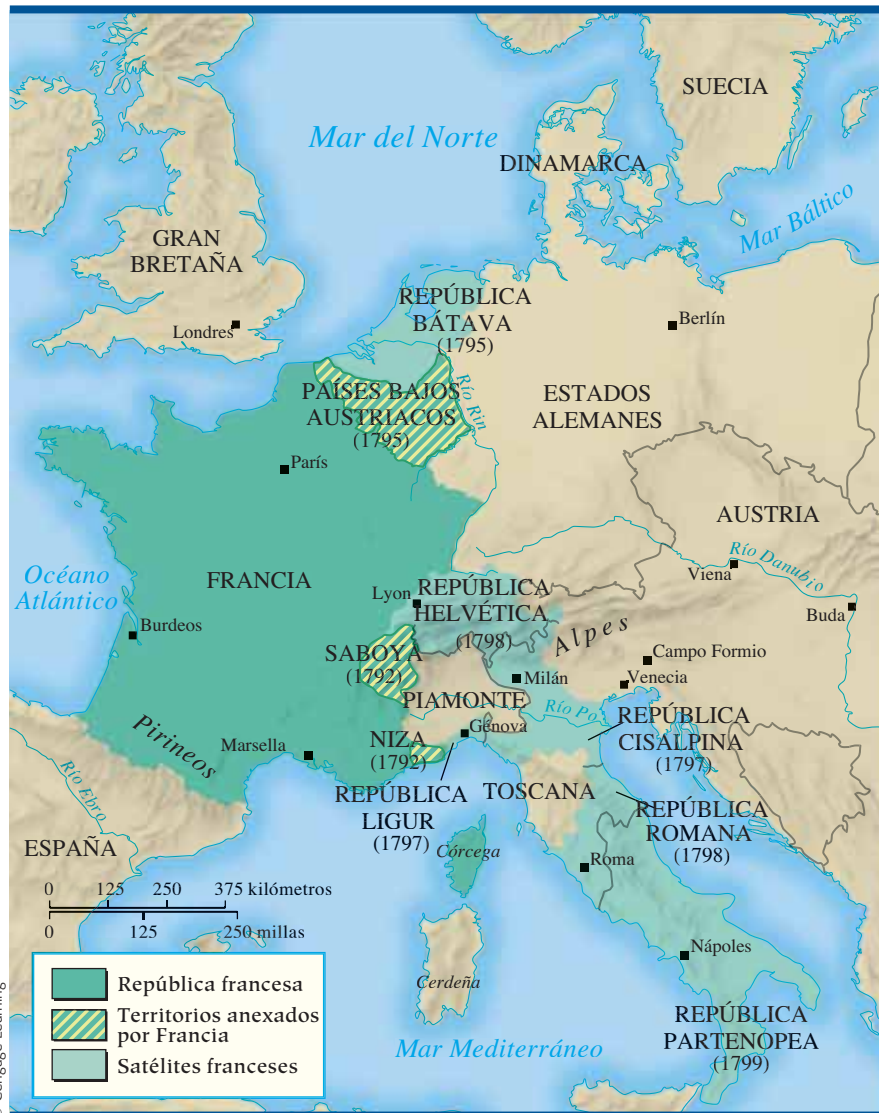 SUECIA
Mar del Norte
DINAMARCA
Mar Báltico
GRAN
BRETAÑA
Londres
REPÚBLICA
BÁTAVA
(1795)
Berlín
PAÍSES BAJOS
AUSTRIACOS
(1795)
Río Rin
ESTADOS
ALEMANES
París
AUSTRIA
Río Danubio
Viena
Océano
Atlántico
FRANCIA
Lyon
REPÚBLICA
HELVÉTICA
(1798)
Alpes
Buda
Burdeos
SABOYA
(1792)
Campo Formio
Milán
Venecia
PIAMONTE
Río Po
Génova
REPÚBLICA
CISALPINA
(1797)
Pirineos
Marsella
NIZA
(1792)
Río Ebro
REPÚBLICA
LIGUR
(1797)
TOSCANA
REPÚBLICA
ROMANA
(1798)
ESPAÑA
Córcega
Roma
0 125 250 375 kilómetros
0 125 250 millas
Nápoles
Cerdeña
REPÚBLICA
PARTENOPEA
(1799)
Mar Mediterráneo
República francesa
Territorios anexados
por Francia
Satélites franceses
Cengage Learning